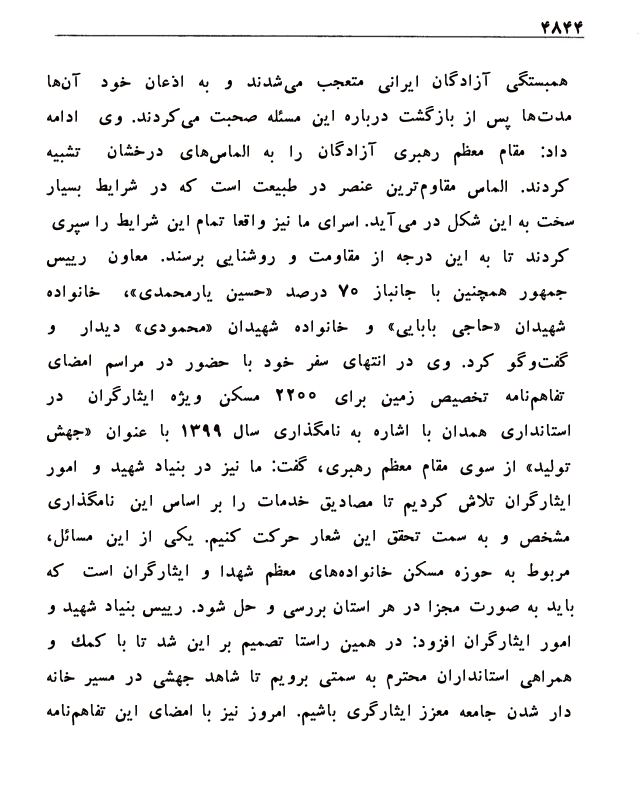 ۴۸۴۴
همبستگی آزادگان ایرانی متعجب می‌شدند و به اذعان خود آن‌ها
مدت‌ها پس از بازگشت درباره این مسئله صحبت می‌کردند. وی ادامه
داد: مقام معظم رهبری آزادگان را به الماس‌های درخشان تشبیه
کردند. الماس مقاوم‌ترین عنصر در طبیعت است که در شرایط بسیار
سخت به این شکل در می‌آید. اسرای ما نیز واقعا تمام این شرایط را سپری
کردند تا به این درجه از مقاومت و روشنایی برسند. معاون رییس
جمهور همچنین با جانباز ۷۰ درصد «حسین یارمحمدی»، خانواده
شهیدان «حاجی بابایی» و خانواده شهیدان «محمودی» دیدار و
گفت‌وگو کرد. وی در انتهای سفر خود با حضور در مراسم امضای
تفاهم‌نامه تخصیص زمین برای ۲۲۰۰ مسکن ویژه ایثارگران در
استانداری همدان با اشاره به نامگذاری سال ۱۳۹۹ با عنوان «جهش
تولید» از سوی مقام معظم رهبری، گفت: ما نیز در بنیاد شهید و امور
ایثارگران تلاش کردیم تا مصادیق خدمات را بر اساس این نامگذاری
مشخص و به سمت تحقق این شعار حرکت کنیم. یکی از این مسائل،
مربوط به حوزه مسکن خانواده‌های معظم شهدا و ایثارگران است که
باید به صورت مجزا در هر استان بررسی و حل شود. رییس بنیاد شهید و
امور ایثارگران افزود: در همین راستا تصمیم بر این شد تا با کمك و
همراهی استانداران محترم به سمتی برویم تا شاهد جهشی در مسیر خانه
دار شدن جامعه معزز ایثارگری باشیم. امروز نیز با امضای این تفاهم‌نامه